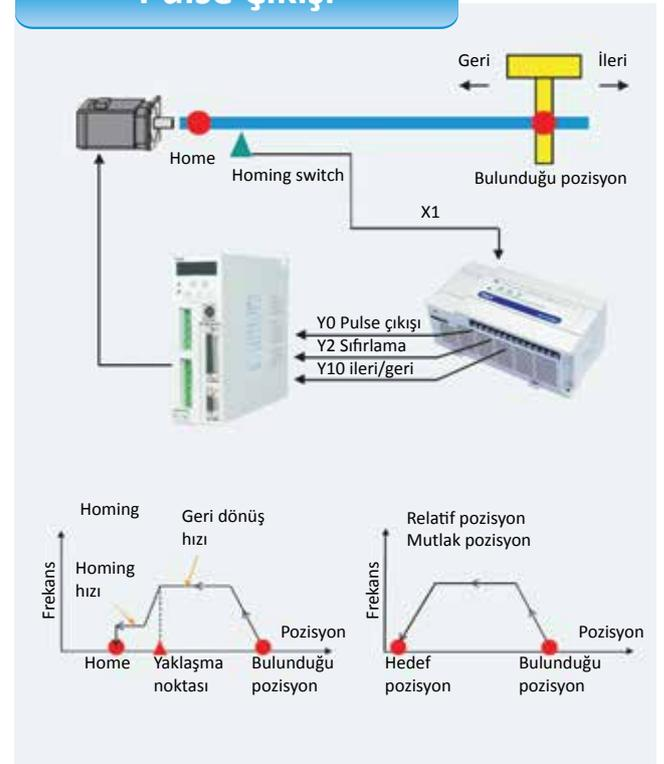 Pulse çıkışı
Geri
İleri
Home
Homing switch
Bulunduğu pozisyon
X1
Y0 Pulse çıkışı
Y2 Sıfırlama
Y10 ileri/geri
Homing
Geri dönüş
hızı
Homing
hızı
Frekans
Pozisyon
Home
Yaklaşma
noktası
Bulunduğu
pozisyon
Relatif pozisyon
Mutlak pozisyon
Frekans
Pozisyon
Hedef
pozisyon
Bulunduğu
pozisyon